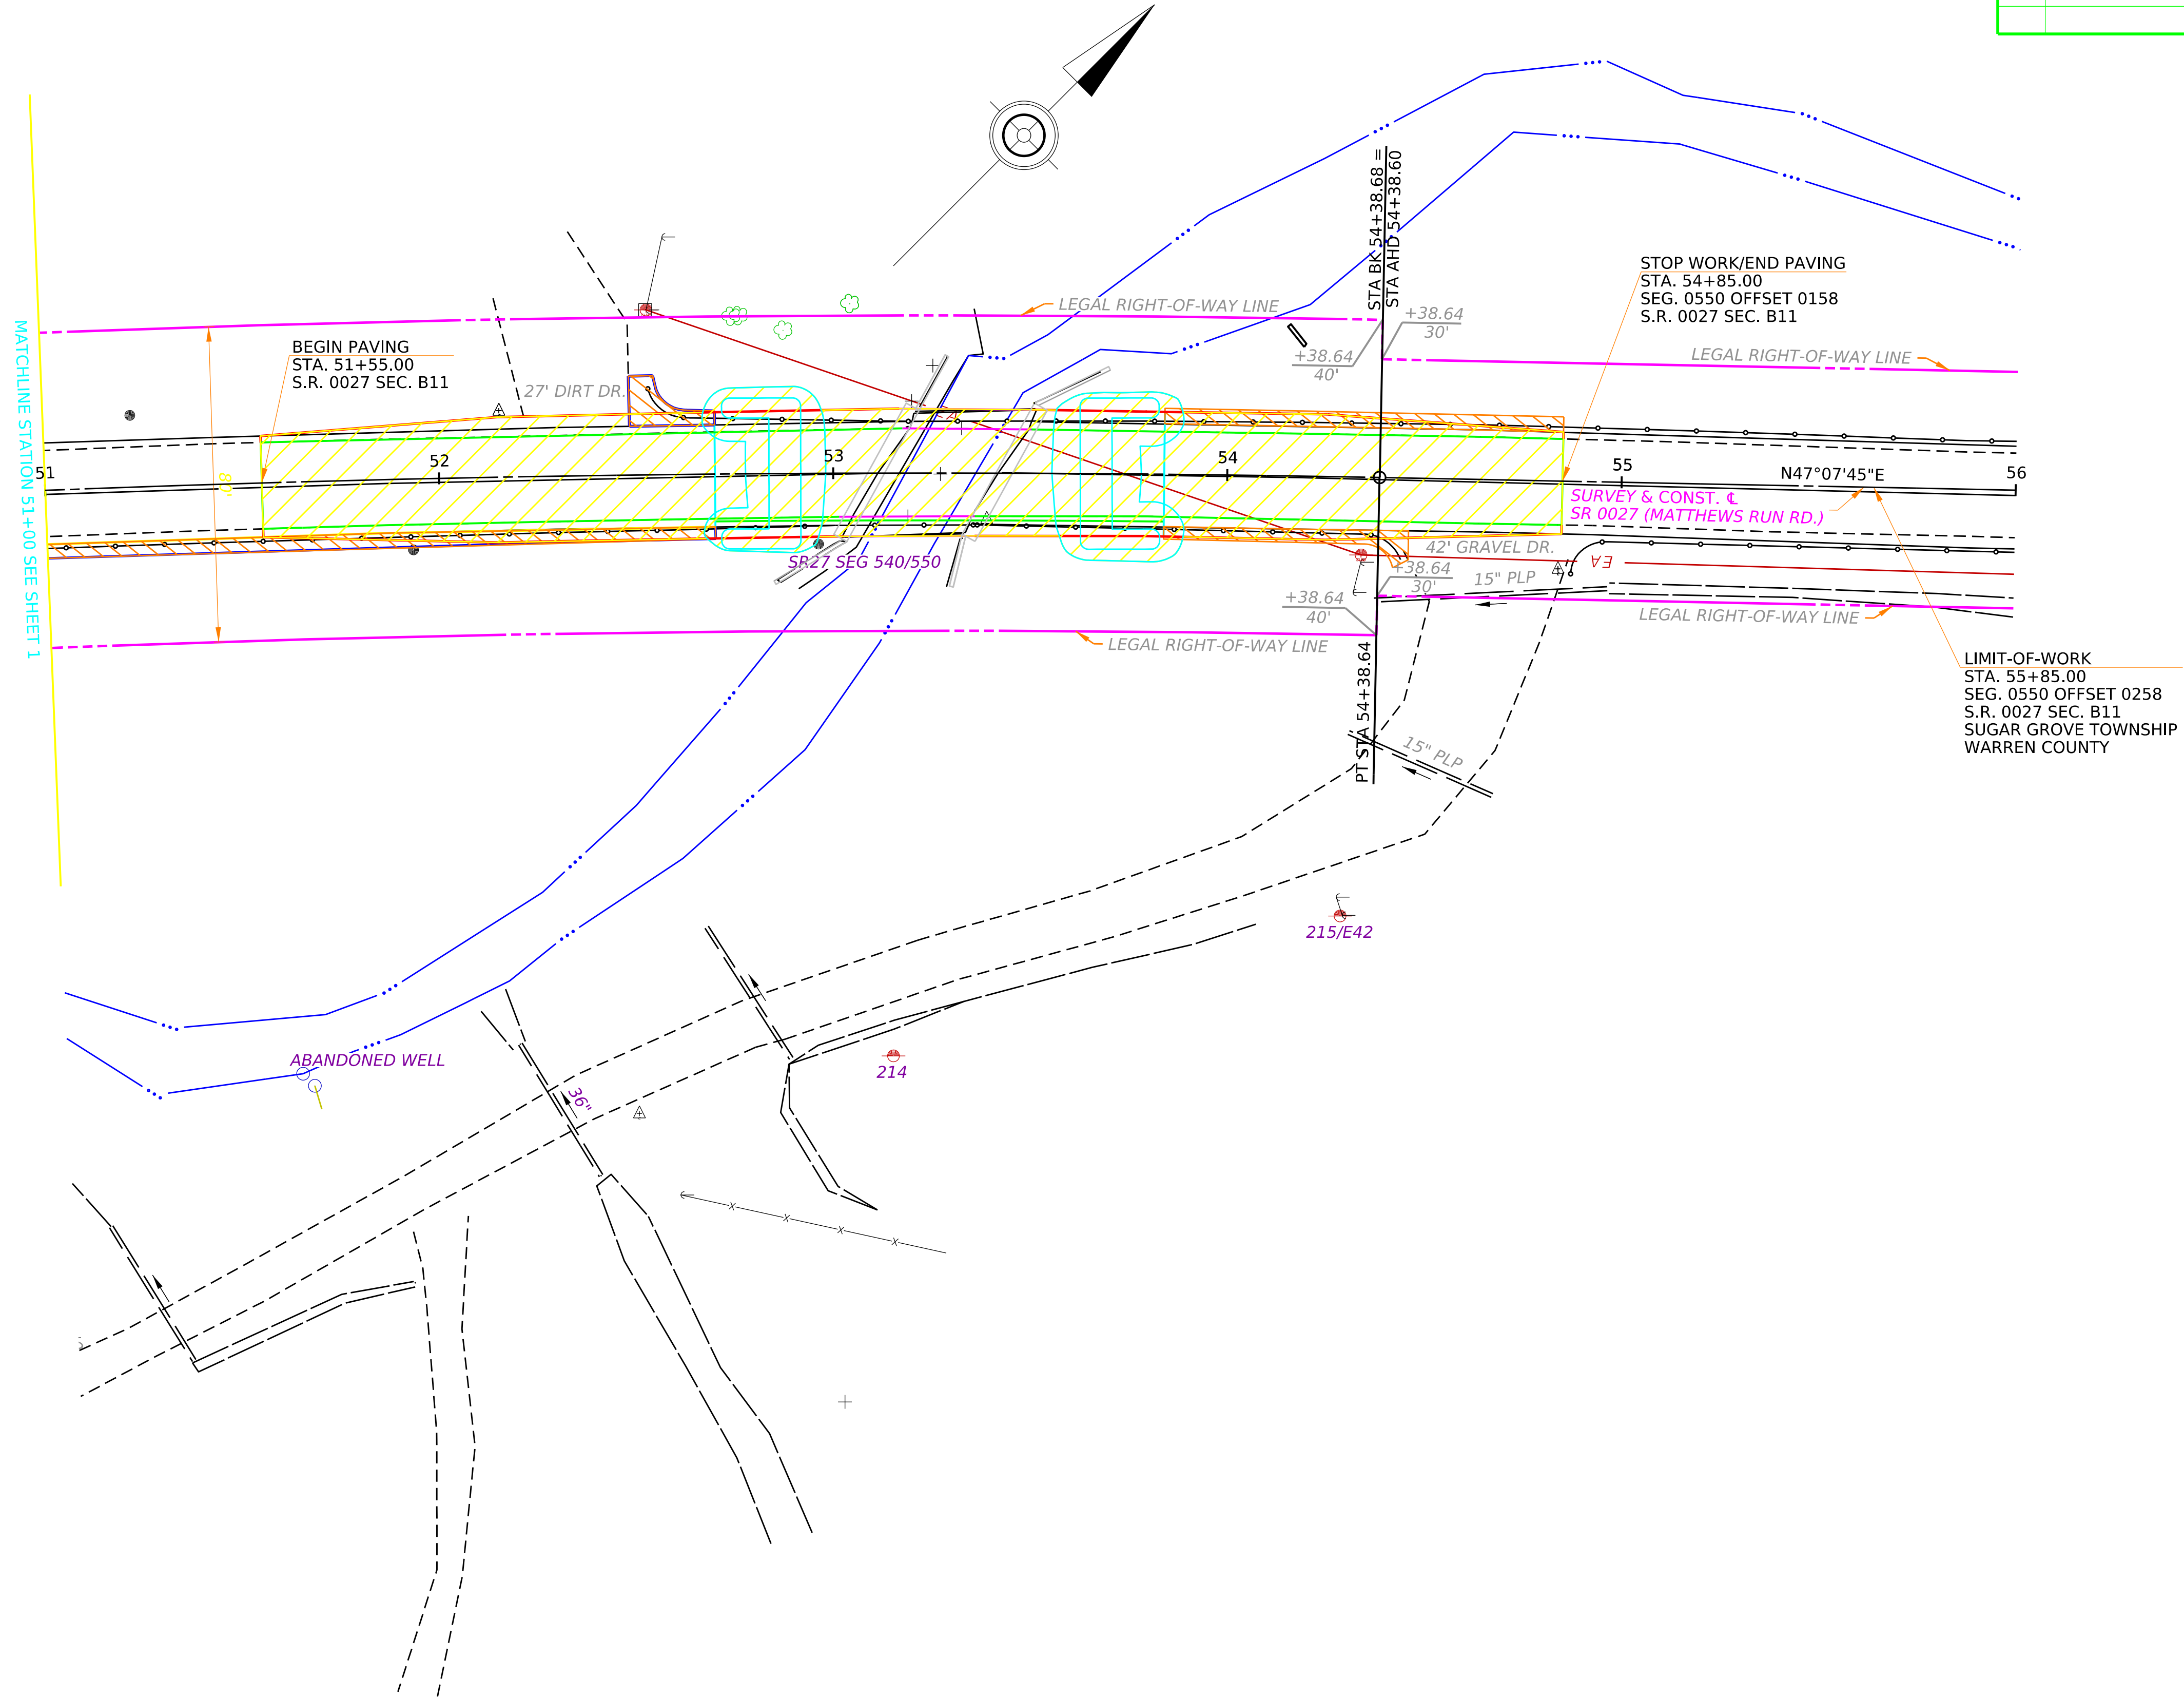 STA BK 54+38.68 =
STA AHD 54+38.60
STOP WORK/END PAVING
STA. 54+85.00
SEG. 0550 OFFSET 0158
S.R. 0027 SEC. B11
LEGAL RIGHT-OF-WAY LINE
+38.64
30'
+38.64
40'
LEGAL RIGHT-OF-WAY LINE
BEGIN PAVING
STA. 51+55.00
S.R. 0027 SEC. B11
27' DIRT DR.
MATCHLINE STATION 51+00 SEE SHEET 1
80'
51
52
53
54
55
56
N47°07'45"E
SURVEY & CONST. ℄
SR 0027 (MATTHEWS RUN RD.)
42' GRAVEL DR.
EA
SR27 SEG 540/550
+38.64
30'
15" PLP
+38.64
40'
LEGAL RIGHT-OF-WAY LINE
LEGAL RIGHT-OF-WAY LINE
PT STA 54+38.64
LIMIT-OF-WORK
STA. 55+85.00
SEG. 0550 OFFSET 0258
S.R. 0027 SEC. B11
SUGAR GROVE TOWNSHIP
WARREN COUNTY
15" PLP
215/E42
ABANDONED WELL
214
36"
x
x
x
x